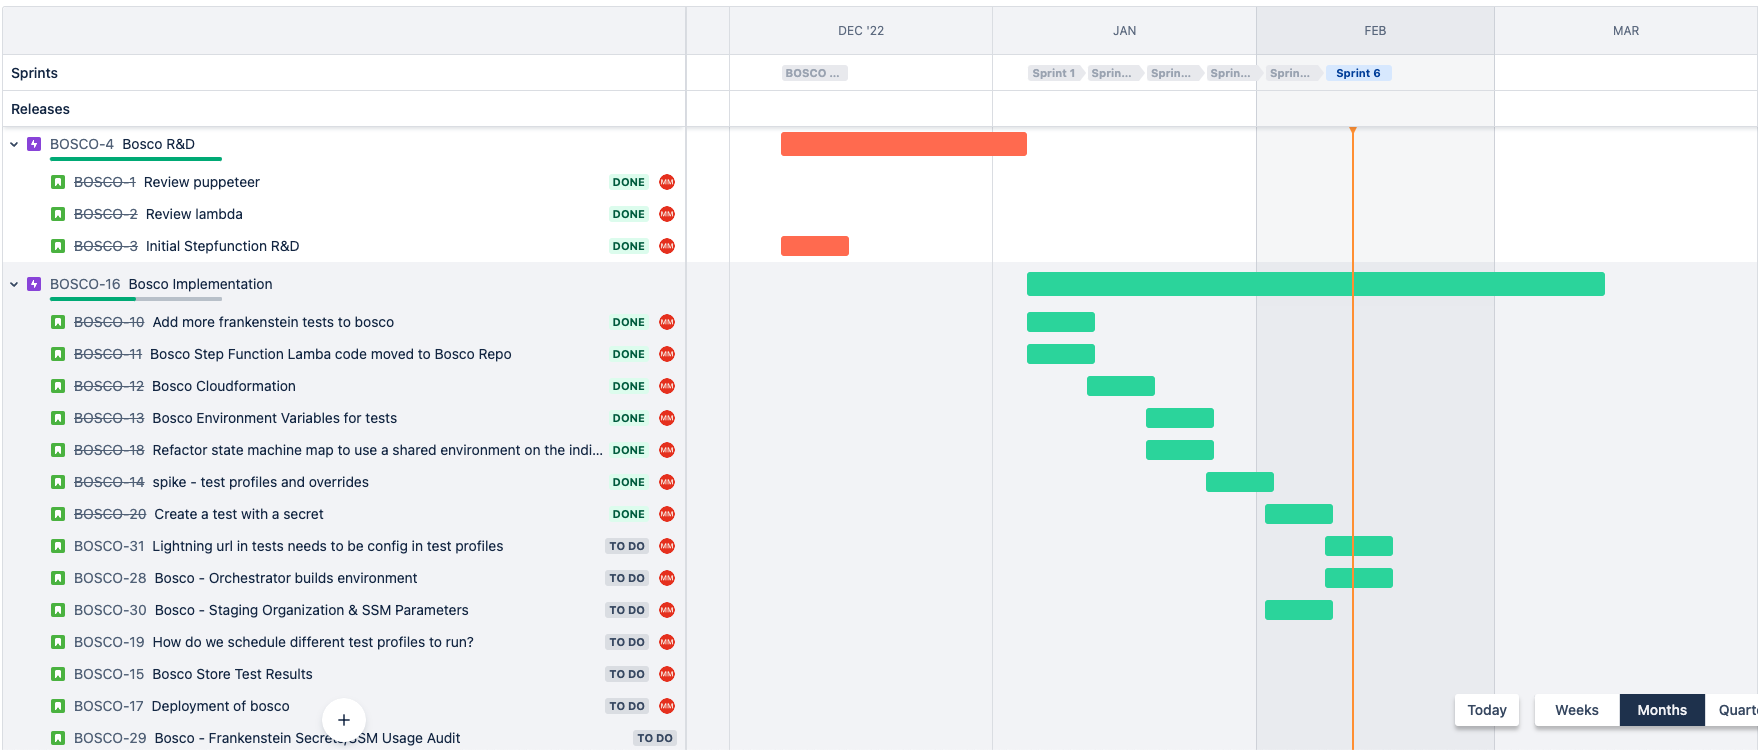 DEC '22 JAN FEB MAR
Sprints BOSCO ... Sprint 1 Sprin... Sprin... Sprin... Sprin... Sprint 6
Releases
BOSCO-4 Bosco R&D
BOSCO-1 Review puppeteer DONE MM
BOSCO-2 Review lambda DONE MM
BOSCO-3 Initial Stepfunction R&D DONE MM
BOSCO-16 Bosco Implementation
BOSCO-10 Add more frankenstein tests to bosco DONE MM
BOSCO-11 Bosco Step Function Lamba code moved to Bosco Repo DONE MM
BOSCO-12 Bosco Cloudformation DONE MM
BOSCO-13 Bosco Environment Variables for tests DONE MM
BOSCO-18 Refactor state machine map to use a shared environment on the indi... DONE MM
BOSCO-14 spike - test profiles and overrides DONE MM
BOSCO-20 Create a test with a secret DONE MM
BOSCO-31 Lightning url in tests needs to be config in test profiles TO DO MM
BOSCO-28 Bosco - Orchestrator builds environment TO DO MM
BOSCO-30 Bosco - Staging Organization & SSM Parameters TO DO MM
BOSCO-19 How do we schedule different test profiles to run? TO DO MM
BOSCO-15 Bosco Store Test Results TO DO MM
BOSCO-17 Deployment of bosco TO DO MM
Today Weeks Months Quart
BOSCO-29 Bosco - Frankenstein Secrets/SSM Usage Audit TO DO